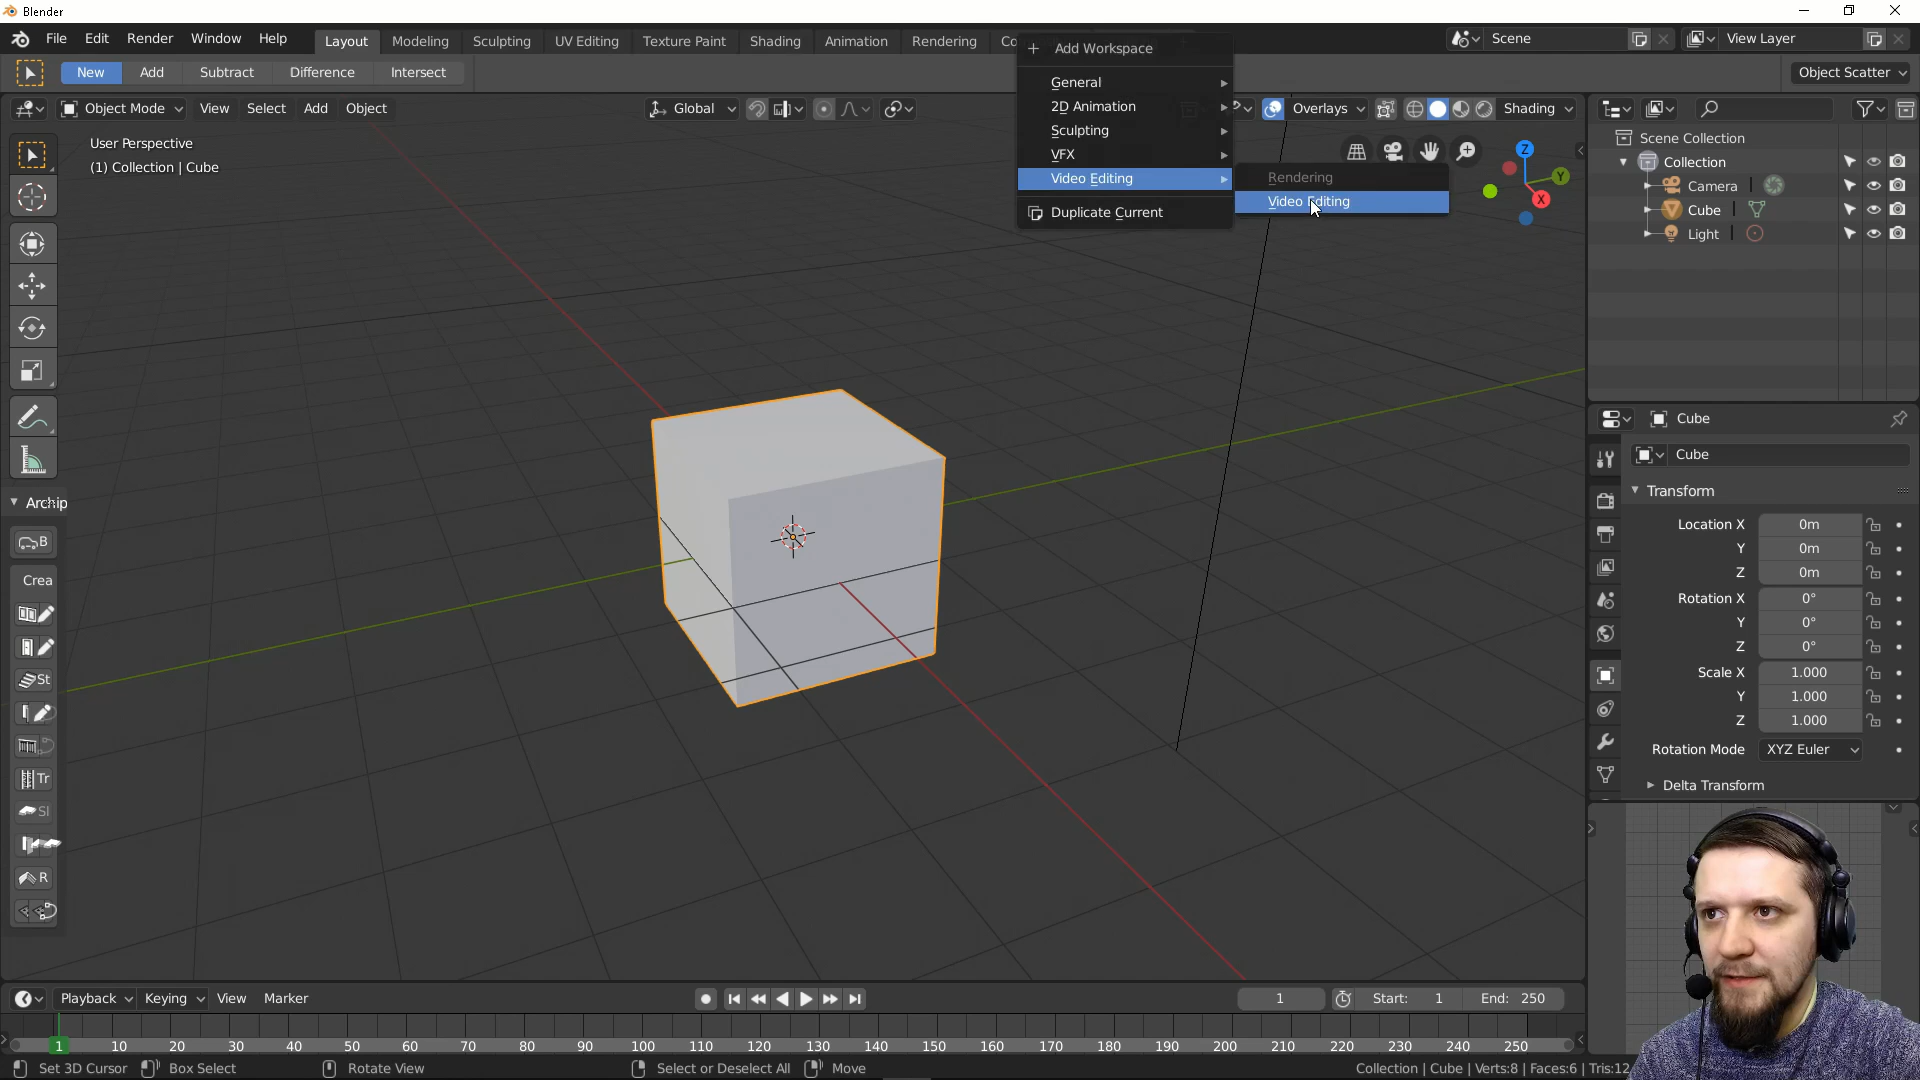 Blender
File Edit Render Window Help
Layout Modeling Sculpting UV Editing Texture Paint Shading Animation Rendering Co
Scene
View Layer
New Add Subtract Difference Intersect
Object Scatter
Object Mode View Select Add Object
Global
Overlays
Shading
User Perspective
(1) Collection | Cube
Add Workspace
General
2D Animation
Sculpting
VFX
Video Editing
Duplicate Current
Rendering
Video Editing
Z
Y
X
Scene Collection
Collection
Camera
Cube
Light
Cube
Cube
Transform
Location X 0m
Y 0m
Z 0m
Rotation X 0°
Y 0°
Z 0°
Scale X 1.000
Y 1.000
Z 1.000
Rotation Mode XYZ Euler
Delta Transform
Archip
B
Crea
St
Tr
Sl
R
Playback Keying View Marker
1
Start: 1 End: 250
1 10 20 30 40 50 60 70 80 90 100 110 120 130 140 150 160 170 180 190 200 210 220 230 240 250
Set 3D Cursor Box Select Rotate View Select or Deselect All Move
Collection | Cube | Verts:8 | Faces:6 | Tris:12